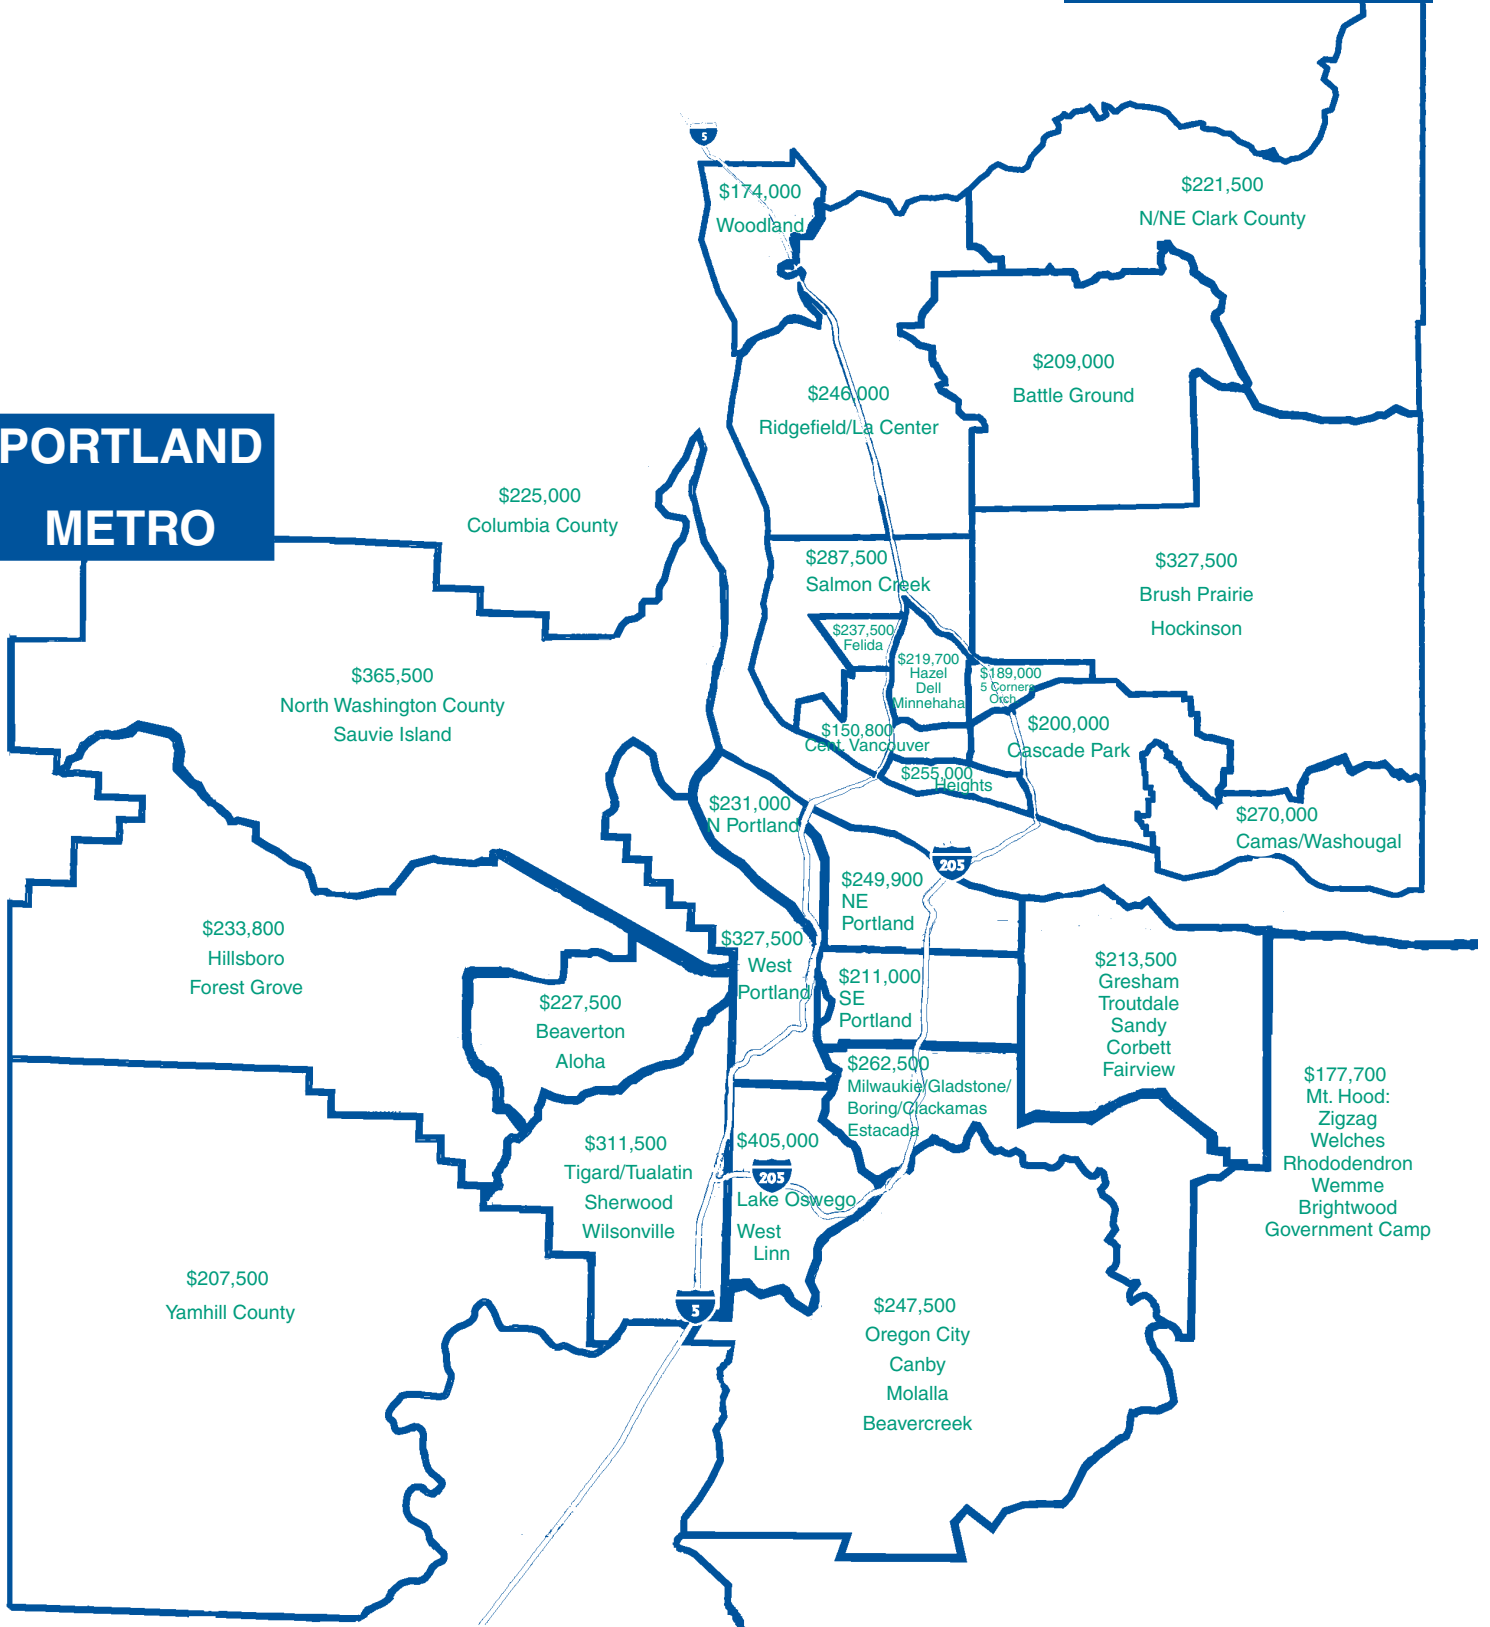 5
$174,000
Woodland
$221,500
N/NE Clark County
$209,000
Battle Ground
$246,000
Ridgefield/La Center
PORTLAND
METRO
$225,000
Columbia County
$287,500
Salmon Creek
$327,500
Brush Prairie
Hockinson
$237,500
Felida
$219,700
Hazel
Dell
Minnehaha
$189,000
5 Corners
Orch
$365,500
North Washington County
Sauvie Island
$150,800
Cent. Vancouver
$200,000
Cascade Park
$255,000
Heights
$231,000
N Portland
$270,000
Camas/Washougal
205
$249,900
NE
Portland
$233,800
Hillsboro
Forest Grove
$327,500
West
Portland
$211,000
SE
Portland
$213,500
Gresham
Troutdale
Sandy
Corbett
Fairview
$227,500
Beaverton
Aloha
$262,500
Milwaukie/Gladstone/
Boring/Clackamas
Estacada
$177,700
Mt. Hood:
Zigzag
Welches
Rhododendron
Wemme
Brightwood
Government Camp
$311,500
Tigard/Tualatin
Sherwood
Wilsonville
$405,000
205
Lake Oswego
West
Linn
$207,500
Yamhill County
5
$247,500
Oregon City
Canby
Molalla
Beavercreek